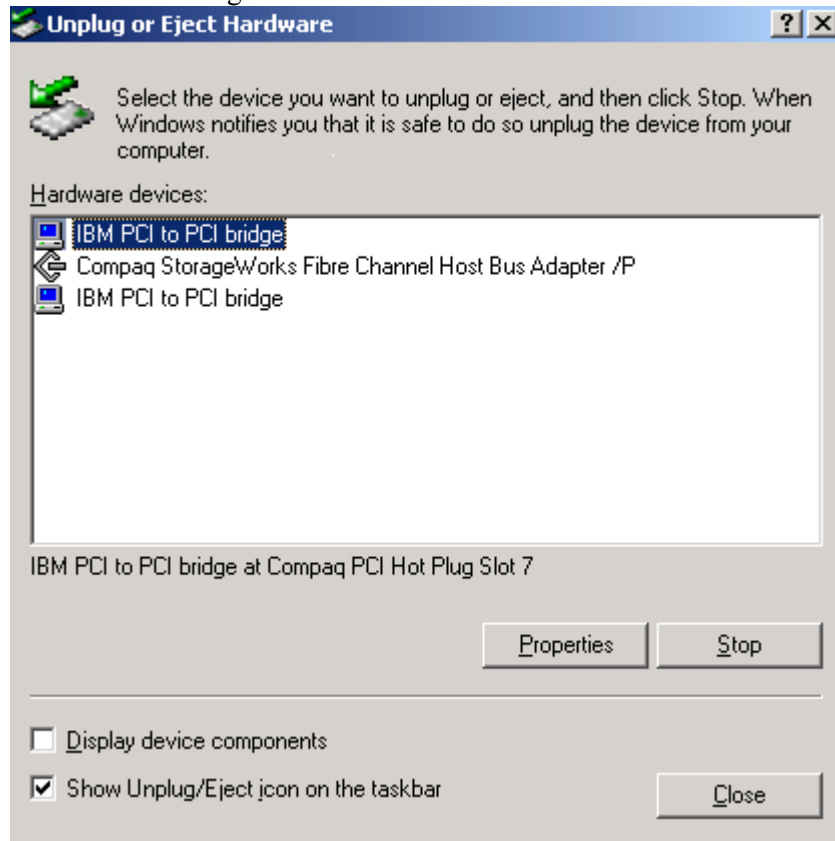 Unplug or Eject Hardware
Select the device you want to unplug or eject, and then click Stop. When
Windows notifies you that it is safe to do so unplug the device from your
computer.
Hardware devices:
IBM PCI to PCI bridge
Compaq StorageWorks Fibre Channel Host Bus Adapter /P
IBM PCI to PCI bridge
IBM PCI to PCI bridge at Compaq PCI Hot Plug Slot 7
Properties Stop
Display device components
Show Unplug/Eject icon on the taskbar
Close